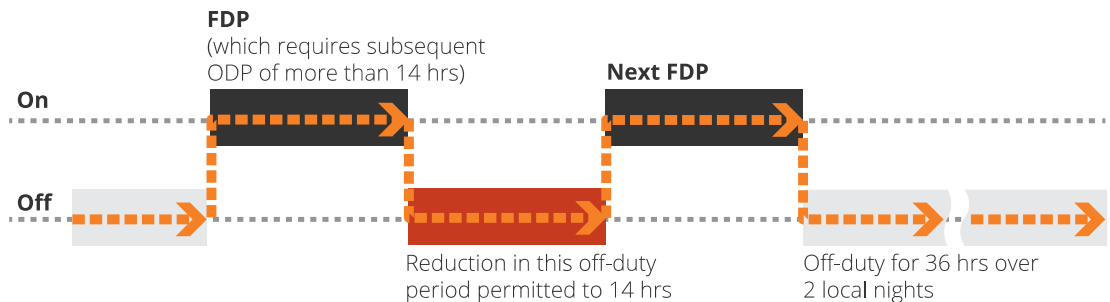 FDP
(which requires subsequent
ODP of more than 14 hrs)
Next FDP
On
Off
Reduction in this off-duty
period permitted to 14 hrs
Off-duty for 36 hrs over
2 local nights